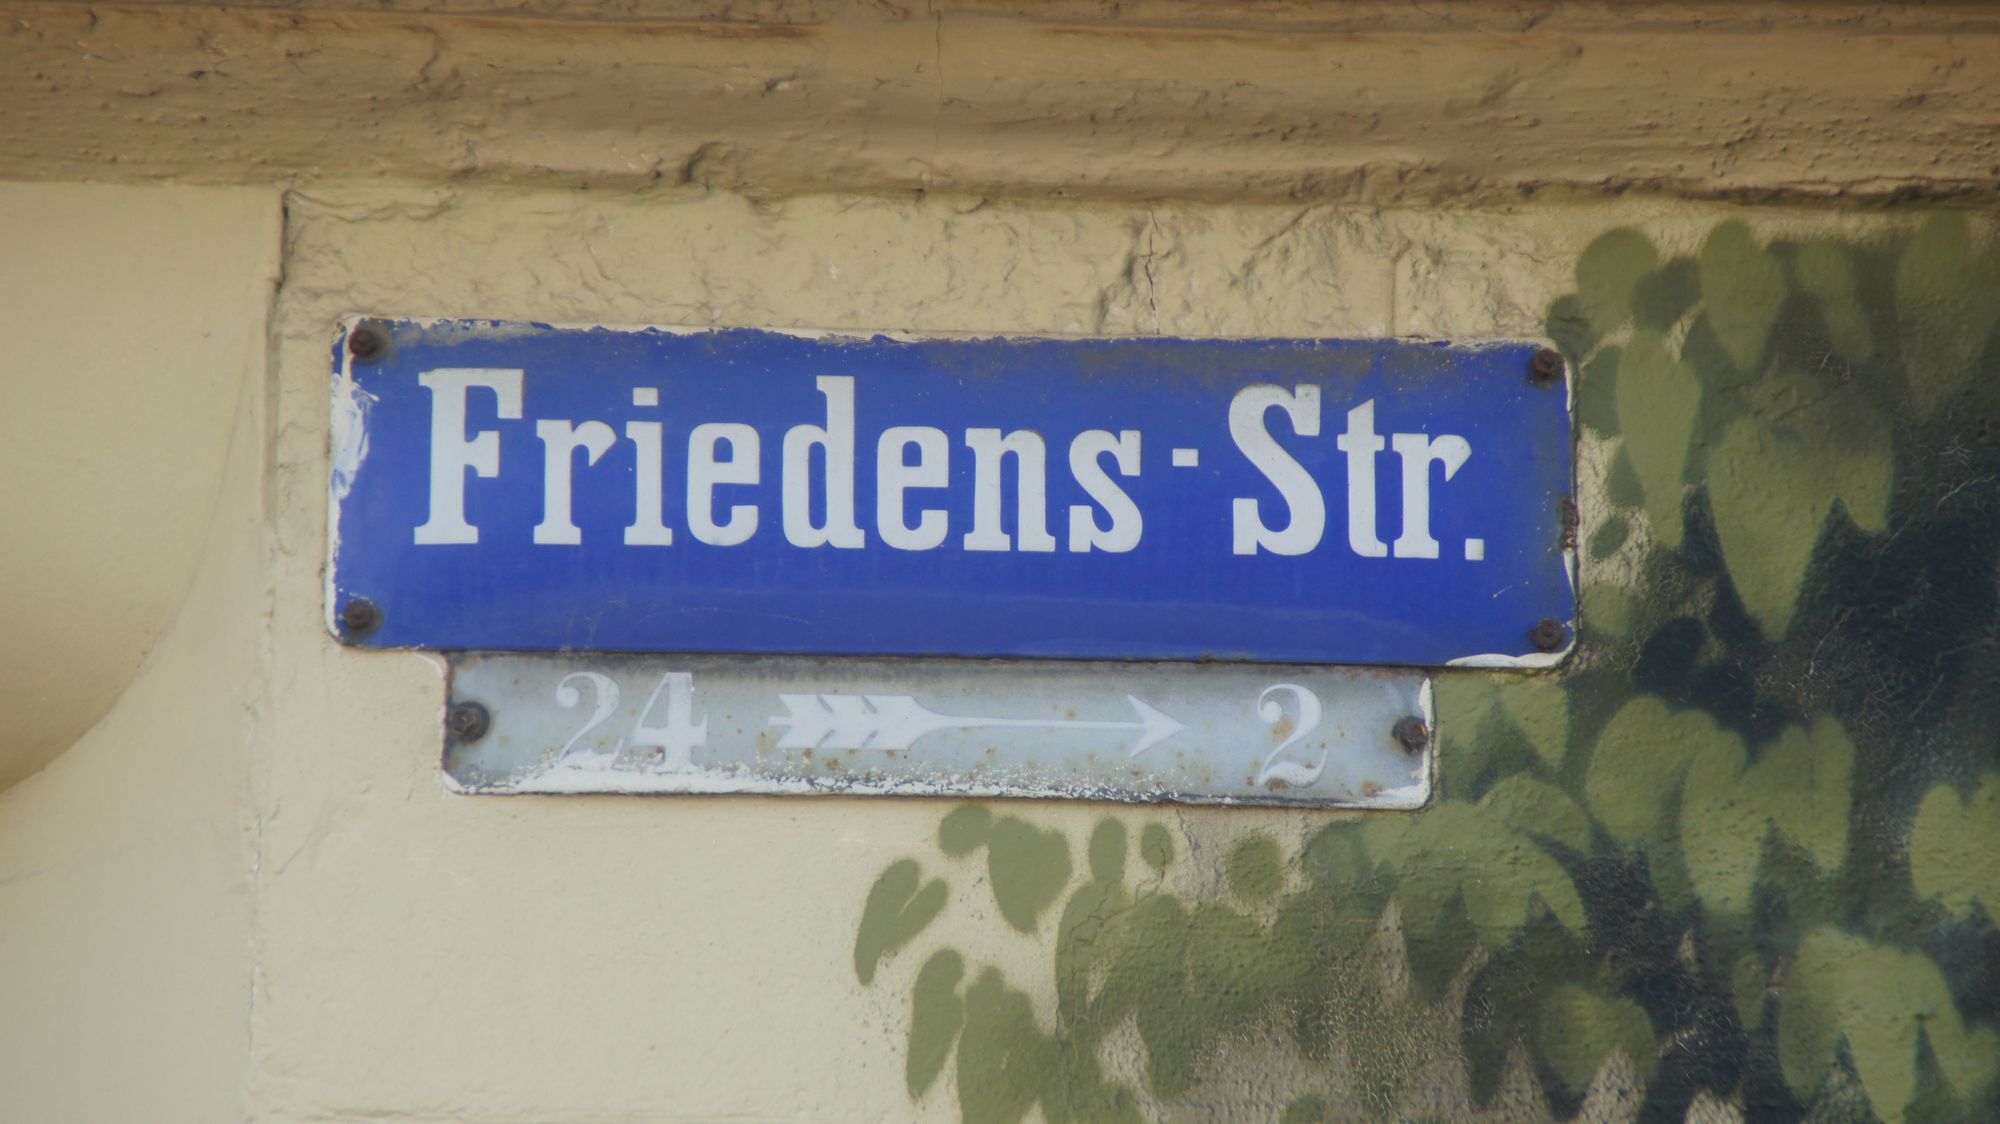 Friedens-Str.
24 → 2